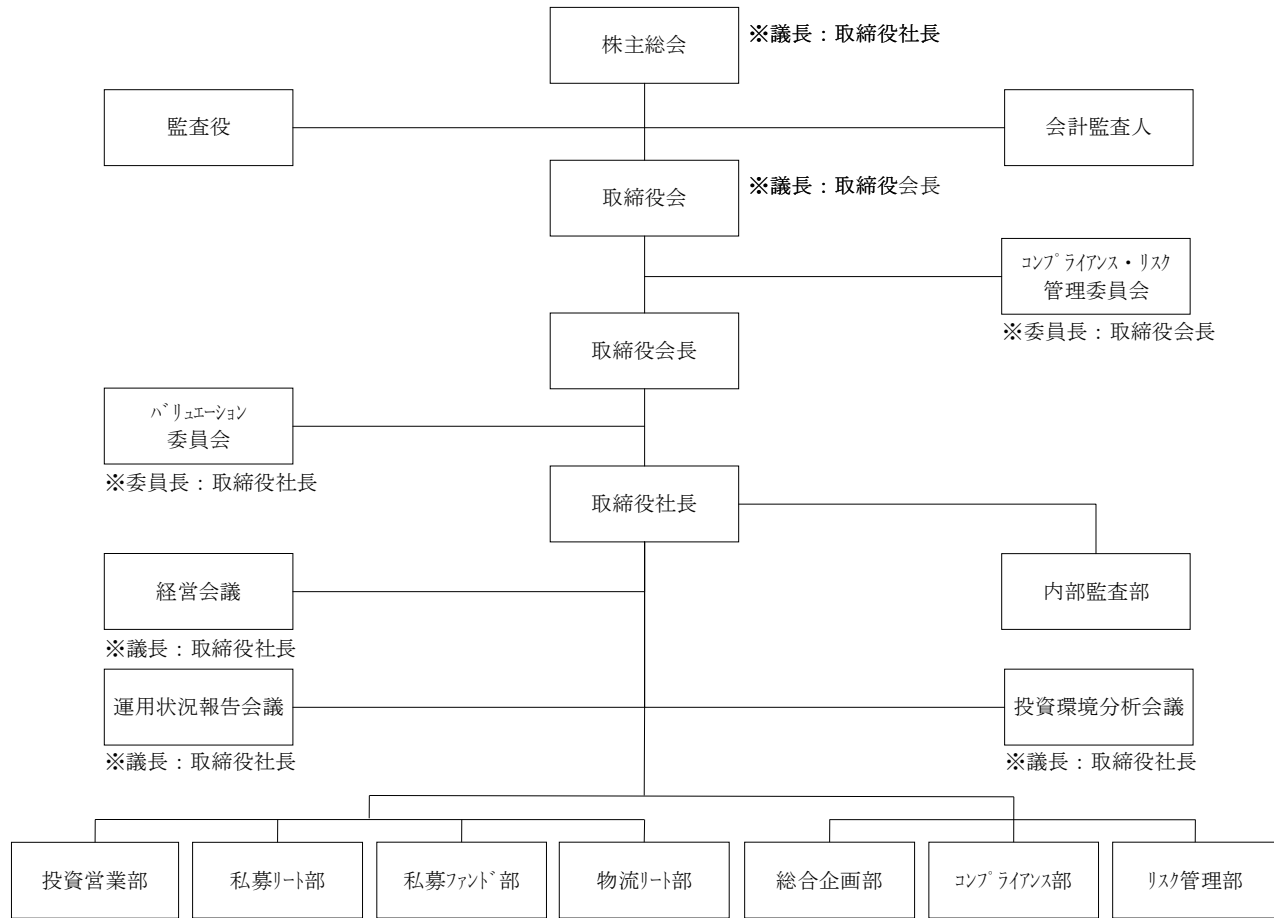 株主総会
※議長：取締役社長
監査役
会計監査人
取締役会
※議長：取締役会長
ｺﾝﾌﾟﾗｲｱﾝｽ・ﾘｽｸ
管理委員会
※委員長：取締役会長
取締役会長
ﾊﾞﾘｭｴｰｼｮﾝ
委員会
※委員長：取締役社長
取締役社長
経営会議
※議長：取締役社長
内部監査部
運用状況報告会議
※議長：取締役社長
投資環境分析会議
※議長：取締役社長
投資営業部
私募ﾘｰﾄ部
私募ﾌｧﾝﾄﾞ部
物流ﾘｰﾄ部
総合企画部
ｺﾝﾌﾟﾗｲｱﾝｽ部
ﾘｽｸ管理部